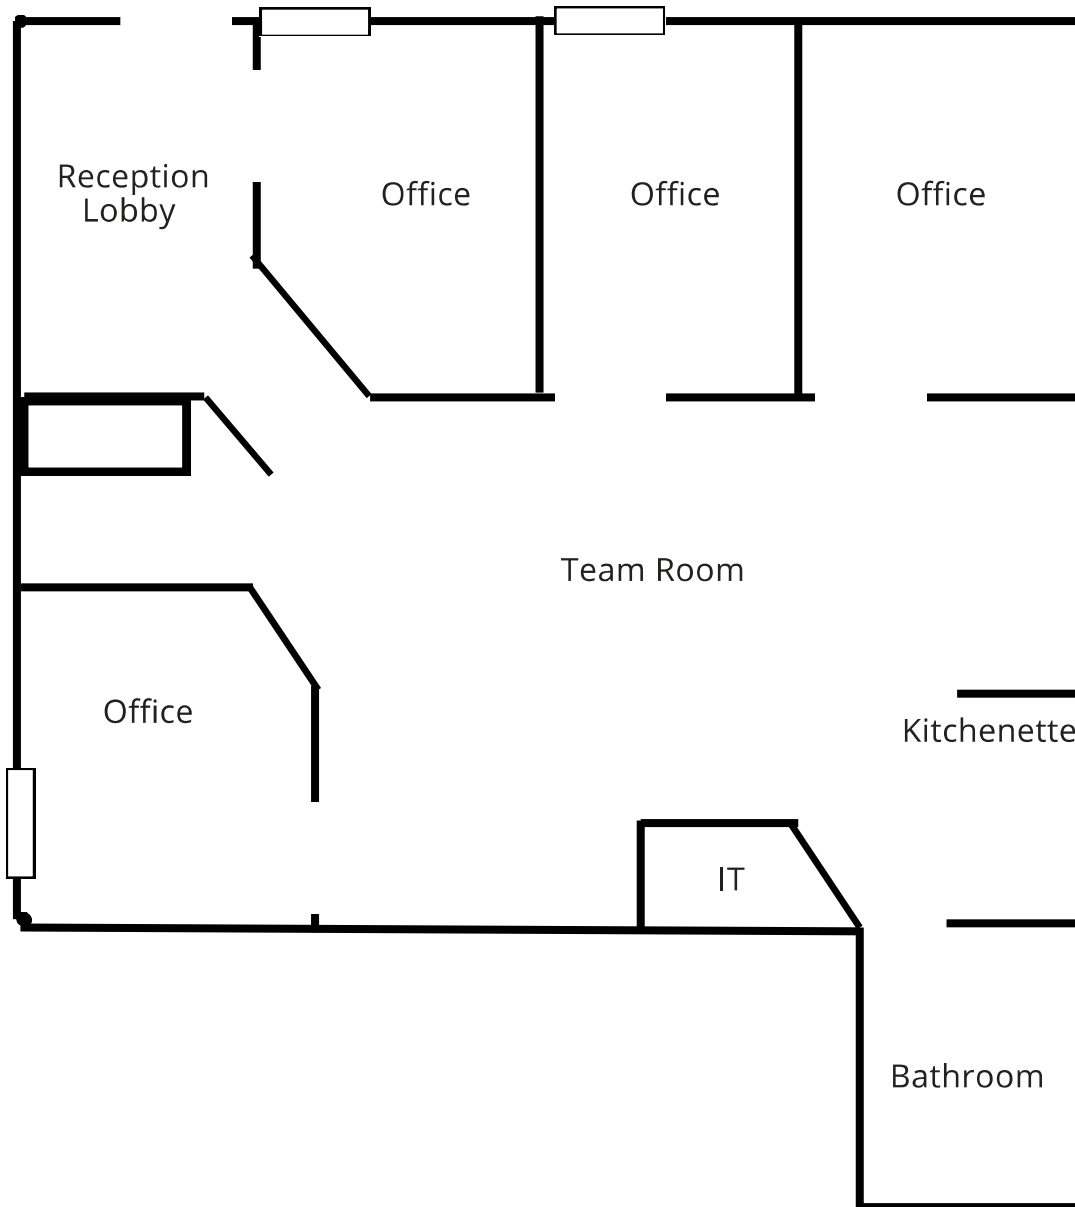 Reception
Lobby
Office
Office
Office
Team Room
Office
Kitchenette
IT
Bathroom